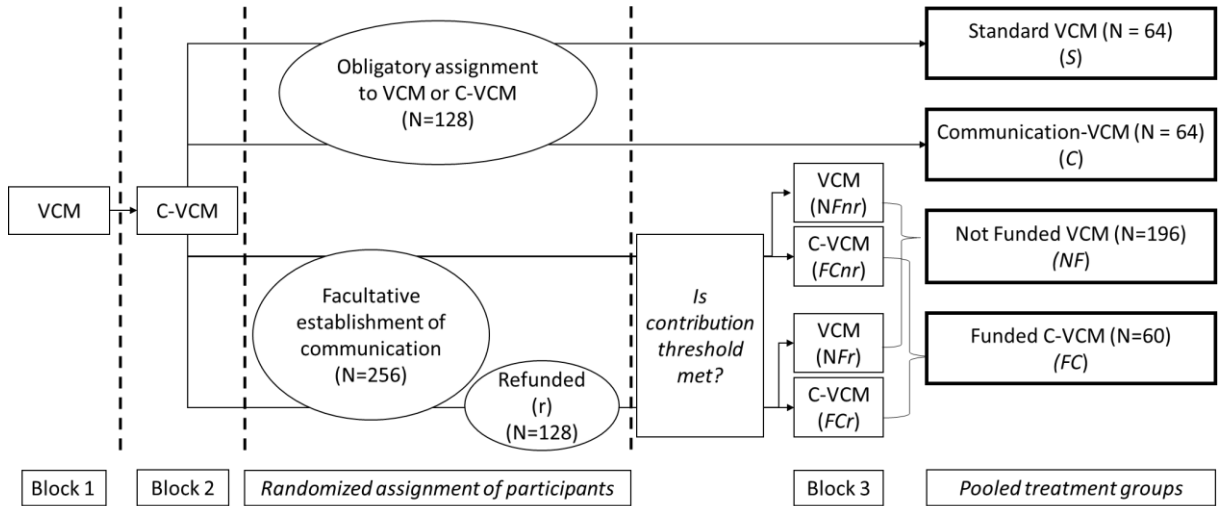 VCM
C-VCM
Obligatory assignment
to VCM or C-VCM
(N=128)
Facultative
establishment of
communication
(N=256)
Refunded
(r)
(N=128)
Is
contribution
threshold
met?
VCM
(NFnr)
C-VCM
(FCnr)
VCM
(NFr)
C-VCM
(FCr)
Standard VCM (N = 64)
(S)
Communication-VCM (N = 64)
(C)
Not Funded VCM (N=196)
(NF)
Funded C-VCM (N=60)
(FC)
Block 1
Block 2
Randomized assignment of participants
Block 3
Pooled treatment groups